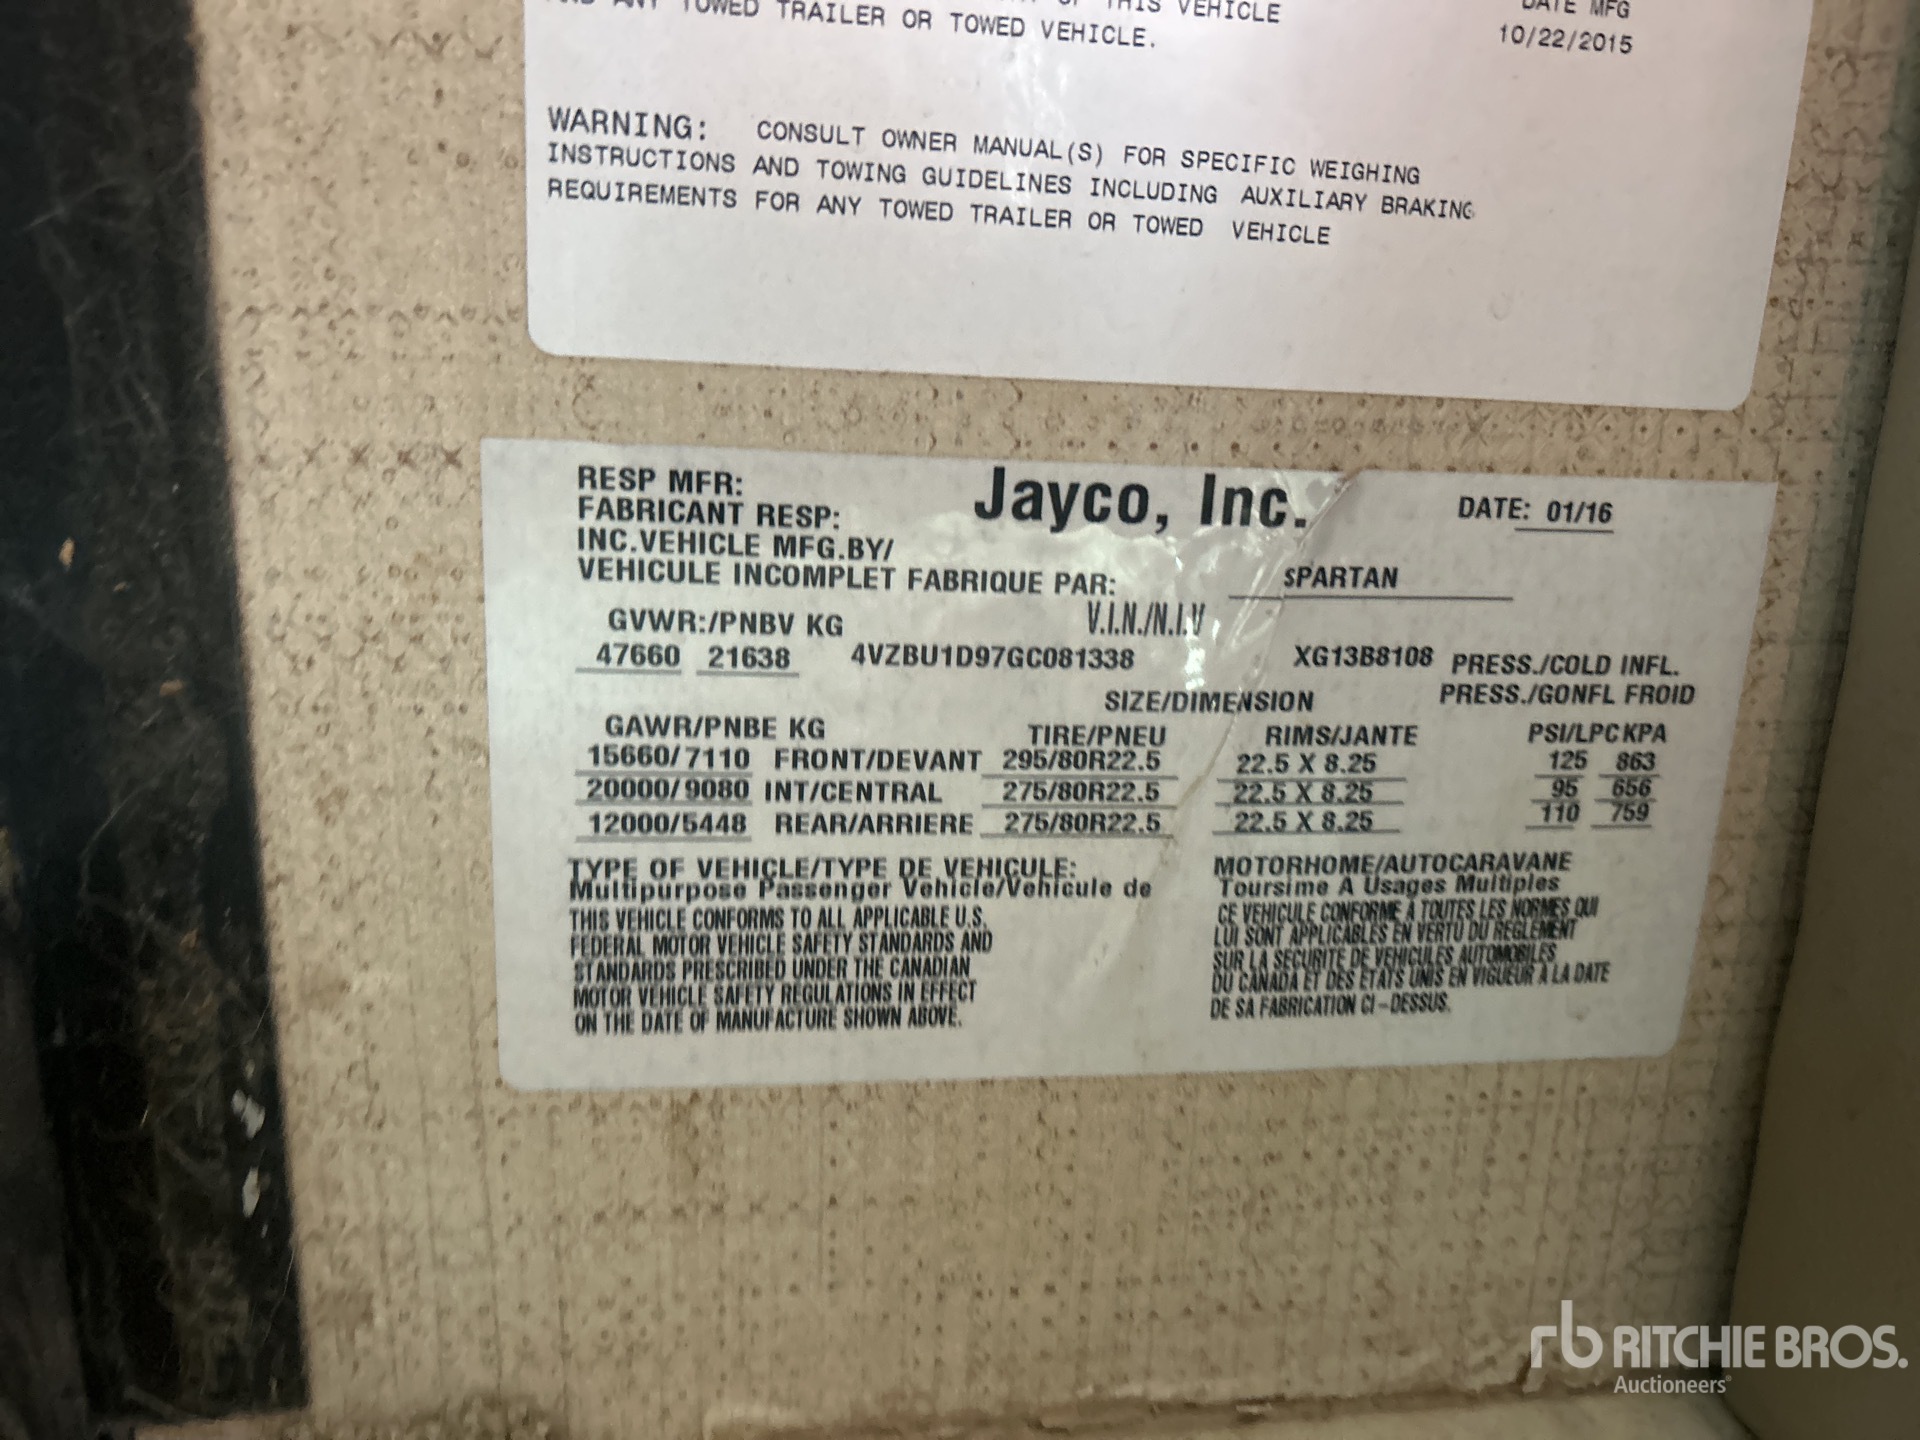 THIS VEHICLE
AND ANY TOWED TRAILER OR TOWED VEHICLE.
DATE MFG
10/22/2015
WARNING: CONSULT OWNER MANUAL(S) FOR SPECIFIC WEIGHING
INSTRUCTIONS AND TOWING GUIDELINES INCLUDING AUXILIARY BRAKING
REQUIREMENTS FOR ANY TOWED TRAILER OR TOWED VEHICLE
RESP MFR: Jayco, Inc. DATE: 01/16
FABRICANT RESP:
INC.VEHICLE MFG.BY/
VEHICULE INCOMPLET FABRIQUE PAR: SPARTAN
GVWR:/PNBV KG V.I.N./N.I.V
47660 21638 4VZBU1D97GC081338 XG13B8108 PRESS./COLD INFL.
SIZE/DIMENSION PRESS./GONFL FROID
GAWR/PNBE KG TIRE/PNEU RIMS/JANTE PSI/LPC KPA
15660/7110 FRONT/DEVANT 295/80R22.5 22.5 X 8.25 125 863
20000/9080 INT/CENTRAL 275/80R22.5 22.5 X 8.25 95 656
12000/5448 REAR/ARRIERE 275/80R22.5 22.5 X 8.25 110 759
TYPE OF VEHICLE/TYPE DE VEHICULE: MOTORHOME/AUTOCARAVANE
Multipurpose Passenger Vehicle/Vehicule de Toursime A Usages Multiples
THIS VEHICLE CONFORMS TO ALL APPLICABLE U.S.
FEDERAL MOTOR VEHICLE SAFETY STANDARDS AND
STANDARDS PRESCRIBED UNDER THE CANADIAN
MOTOR VEHICLE SAFETY REGULATIONS IN EFFECT
ON THE DATE OF MANUFACTURE SHOWN ABOVE.
CE VEHICULE CONFORME A TOUTES LES NORMES QUI
LUI SONT APPLICABLES EN VERTU DU REGLEMENT
SUR LA SECURITE DE VEHICULES AUTOMOBILES
DU CANADA ET DES ETATS UNIS EN VIGUEUR A LA DATE
DE SA FABRICATION CI-DESSUS.
rb RITCHIE BROS.
Auctioneers